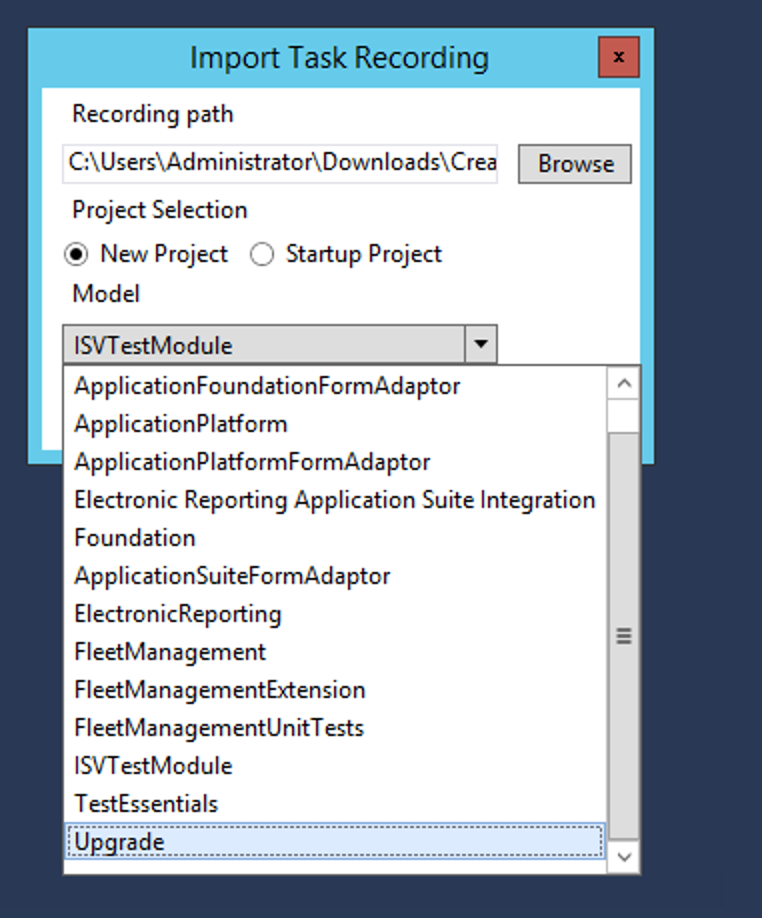 Import Task Recording
x
Recording path
C:\Users\Administrator\Downloads\Crea
Browse
Project Selection
New Project
Startup Project
Model
ISVTestModule
ApplicationFoundationFormAdaptor
ApplicationPlatform
ApplicationPlatformFormAdaptor
Electronic Reporting Application Suite Integration
Foundation
ApplicationSuiteFormAdaptor
ElectronicReporting
FleetManagement
FleetManagementExtension
FleetManagementUnitTests
ISVTestModule
TestEssentials
Upgrade